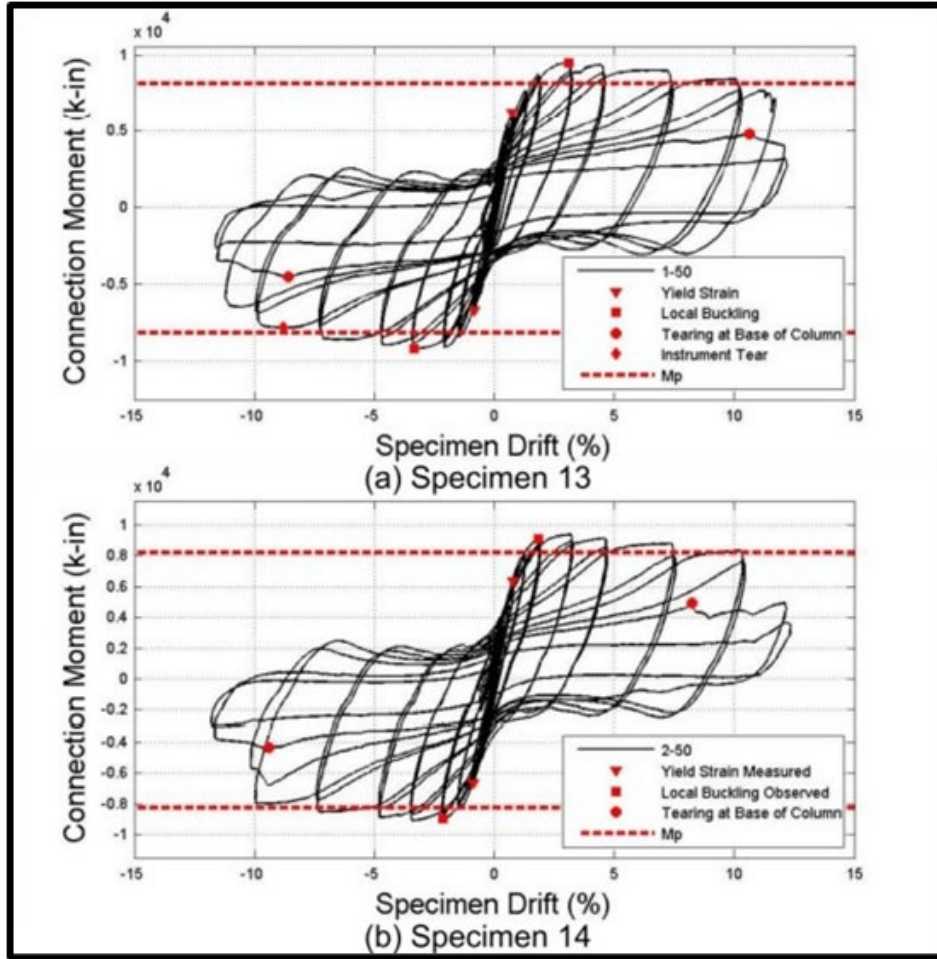 x 10⁴
1
0.5
0
-0.5
-1
-15 -10 -5 0 5 10 15
Connection Moment (k-in)
1-50
Yield Strain
Local Buckling
Tearing at Base of Column
Instrument Tear
Mp
Specimen Drift (%)
(a) Specimen 13
x 10⁴
1
0.8
0.6
0.4
0.2
0
-0.2
-0.4
-0.6
-0.8
-1
-15 -10 -5 0 5 10 15
Connection Moment (k-in)
2-50
Yield Strain Measured
Local Buckling Observed
Tearing at Base of Column
Mp
Specimen Drift (%)
(b) Specimen 14